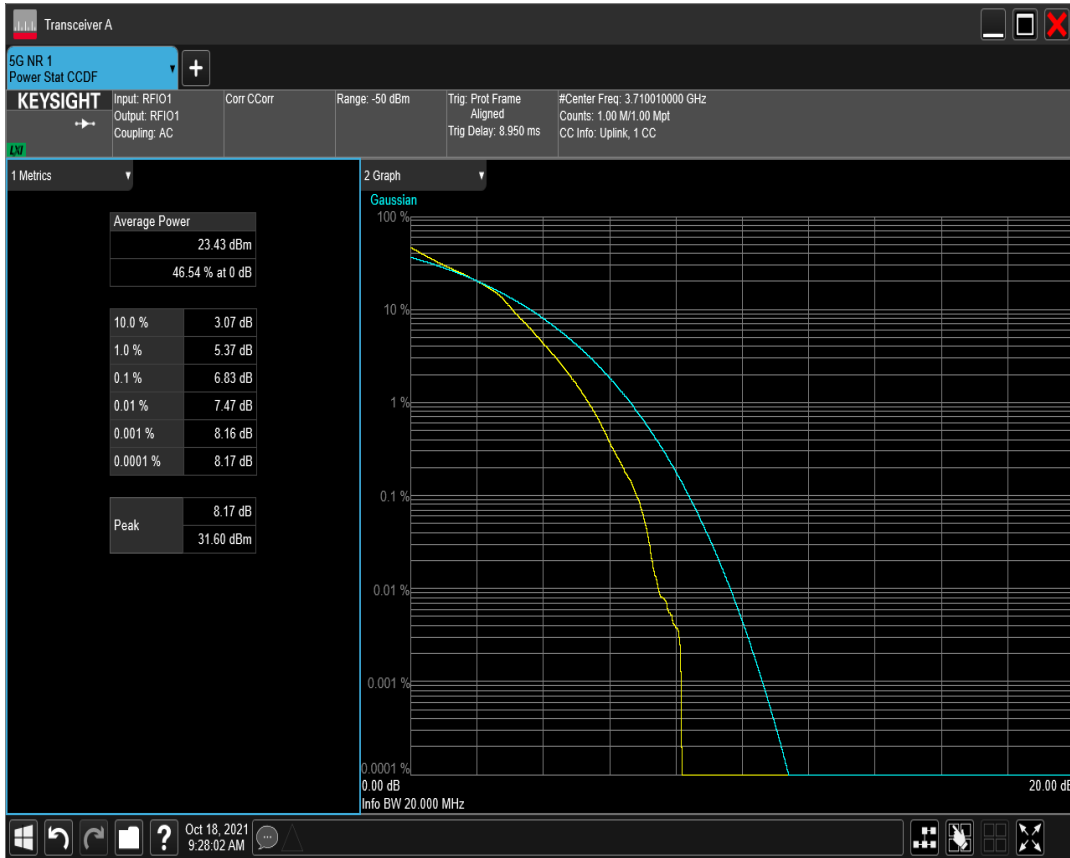 Transceiver A
5G NR 1
Power Stat CCDF
KEYSIGHT
LXI
Input: RFIO1
Output: RFIO1
Coupling: AC
Corr CCorr
Range: -50 dBm
Trig: Prot Frame
Aligned
Trig Delay: 8.950 ms
#Center Freq: 3.710010000 GHz
Counts: 1.00 M/1.00 Mpt
CC Info: Uplink, 1 CC
1 Metrics
Average Power
23.43 dBm
46.54 % at 0 dB
10.0 % 3.07 dB
1.0 % 5.37 dB
0.1 % 6.83 dB
0.01 % 7.47 dB
0.001 % 8.16 dB
0.0001 % 8.17 dB
Peak
8.17 dB
31.60 dBm
2 Graph
Gaussian
100 %
10 %
1 %
0.1 %
0.01 %
0.001 %
0.0001 %
0.00 dB
20.00 dB
Info BW 20.000 MHz
?
Oct 18, 2021
9:28:02 AM